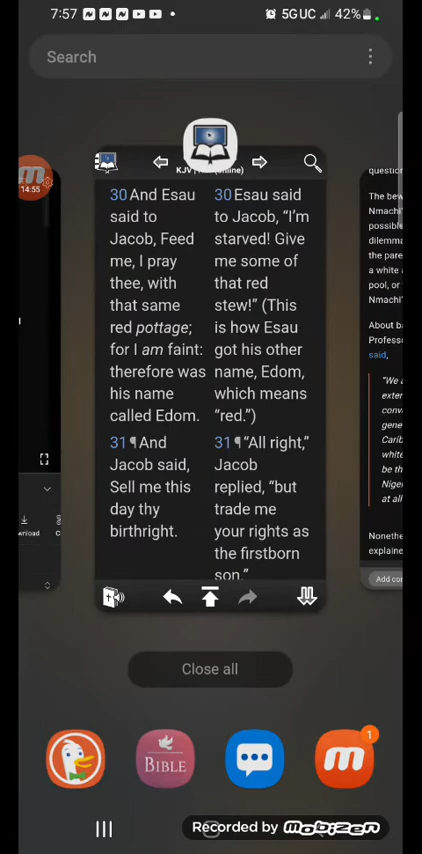 7:57
5GUC
42%
Search
14:55
KJV
30 And Esau
said to
Jacob, Feed
me, I pray
thee, with
that same
red pottage;
for I am faint:
therefore was
his name
called Edom.
31 ¶ And
Jacob said,
Sell me this
day thy
birthright.
30 Esau said
to Jacob, “I’m
starved! Give
me some of
that red
stew!” (This
is how Esau
got his other
name, Edom,
which means
“red.”)
31 ¶ “All right,”
Jacob
replied, “but
trade me
your rights as
the firstborn
son.”
question
The bew
Nmachi'
possible
dilemma
the pare
a white a
pool, or
Nmachi'
About ba
Profess
said,
"We a
exter
conv
gene
Carib
white
be th
Niger
at all
Nonethe
explaine
Add cor
wnload
Close all
BIBLE
1
Recorded by mobizen